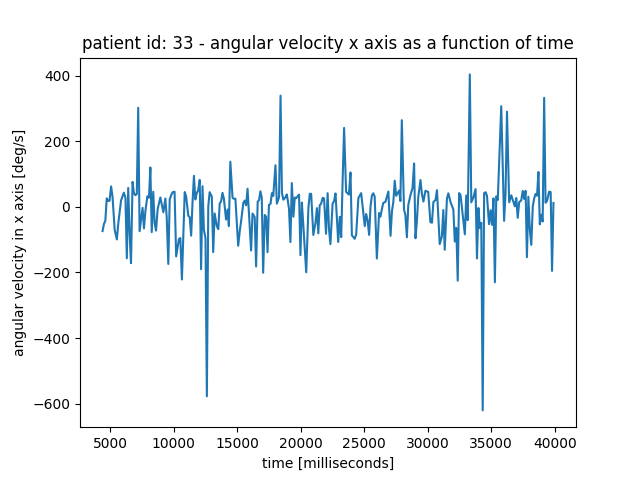 patient id: 33 - angular velocity x axis as a function of time
angular velocity in x axis [deg/s]
400
200
0
−200
−400
−600
5000 10000 15000 20000 25000 30000 35000 40000
time [milliseconds]